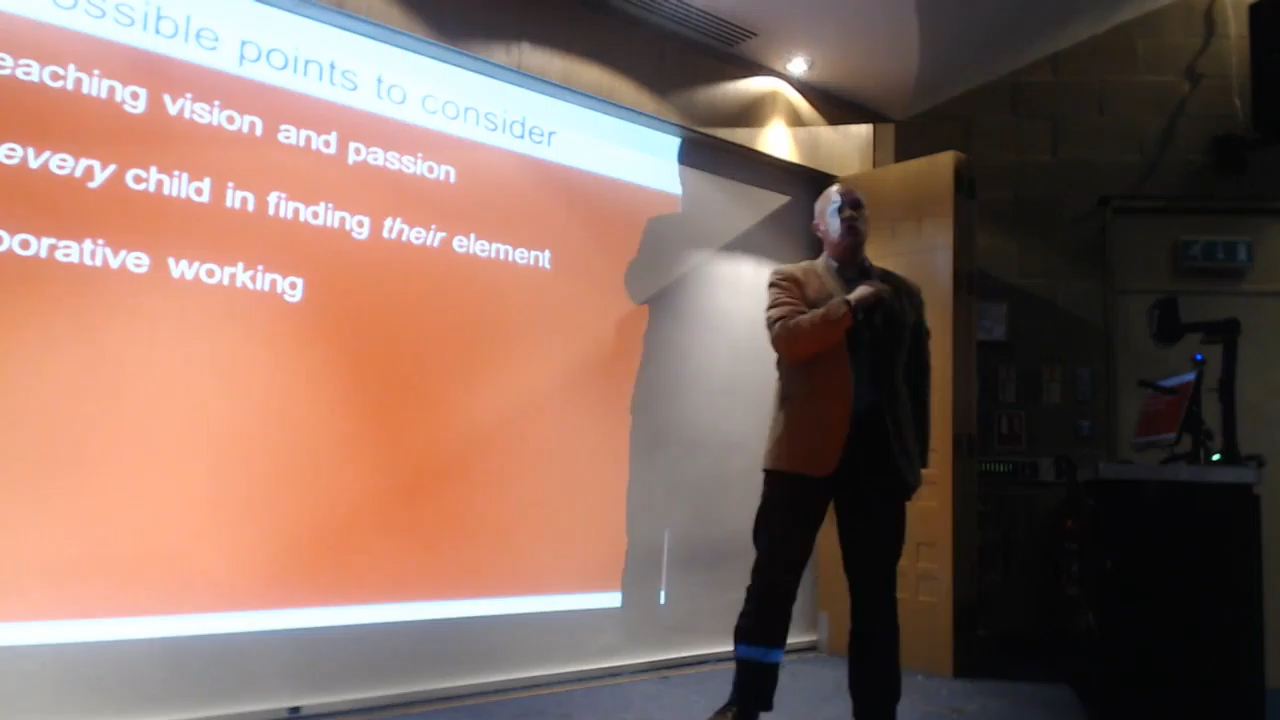 ossible points to consider
eaching vision and passion
every child in finding their element
orative working